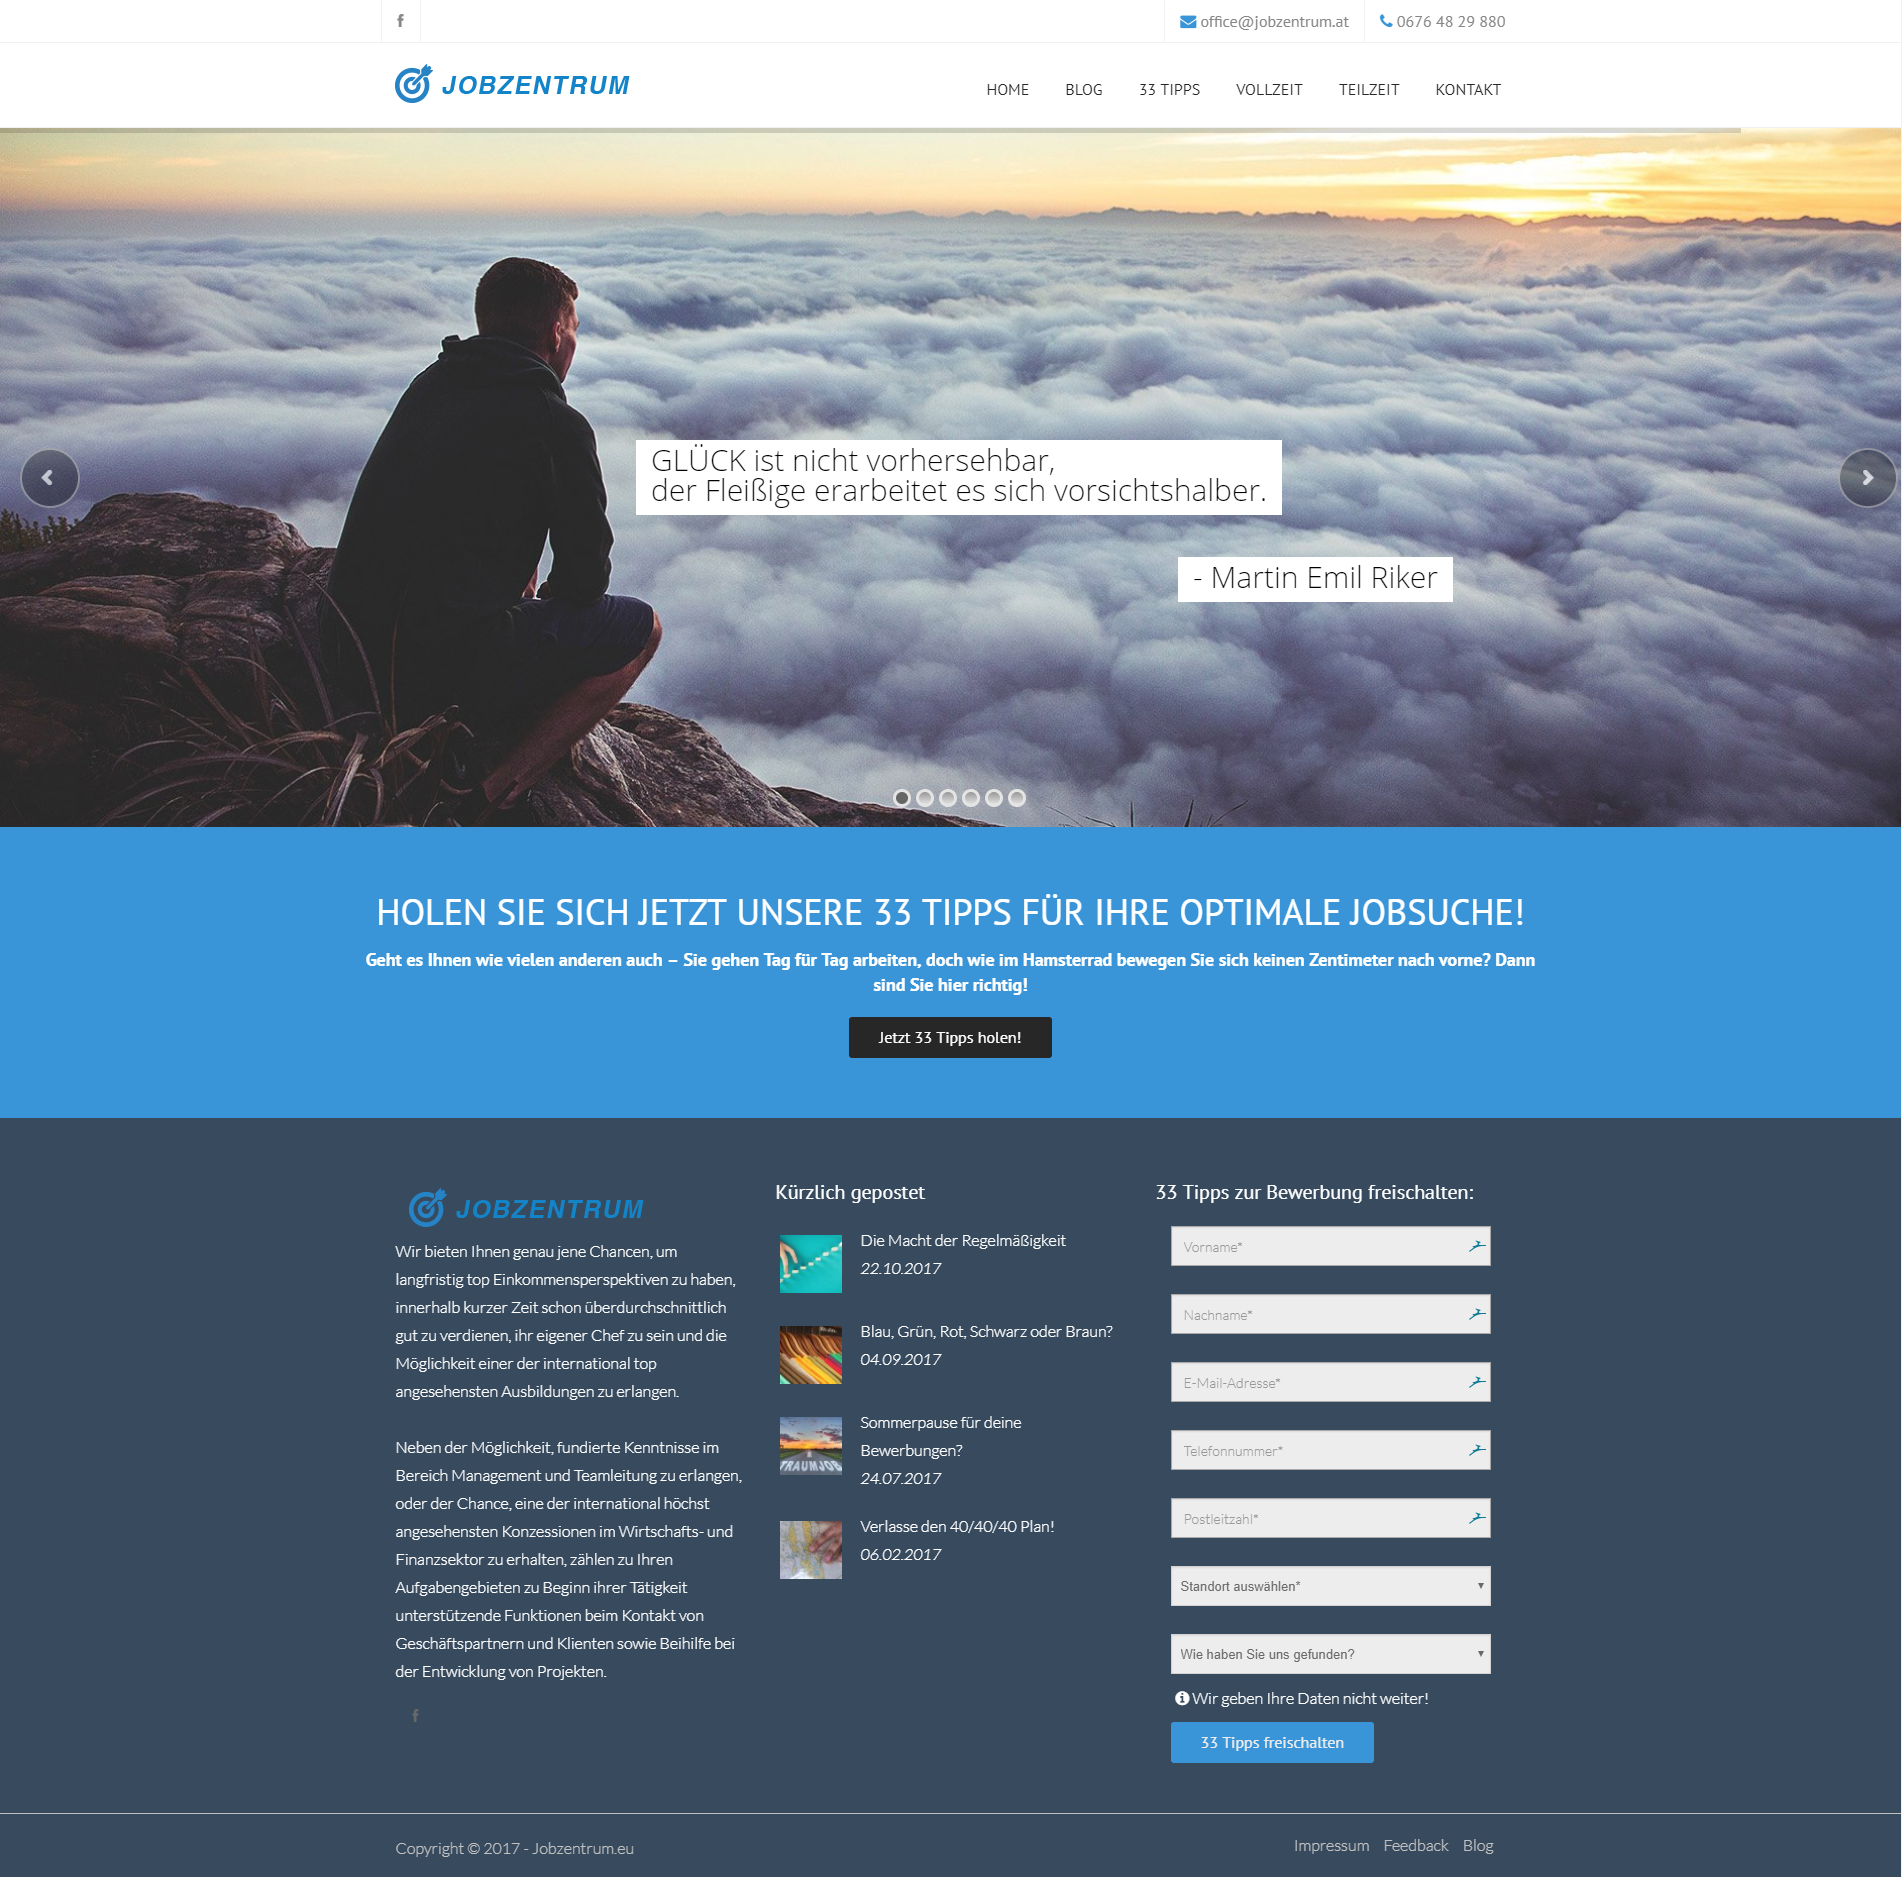 office@jobzentrum.at
0676 48 29 880
JOBZENTRUM
HOME
BLOG
33 TIPPS
VOLLZEIT
TEILZEIT
KONTAKT
GLÜCK ist nicht vorhersehbar,
der Fleißige erarbeitet es sich vorsichtshalber.
- Martin Emil Riker
HOLEN SIE SICH JETZT UNSERE 33 TIPPS FÜR IHRE OPTIMALE JOBSUCHE!
Geht es Ihnen wie vielen anderen auch – Sie gehen Tag für Tag arbeiten, doch wie im Hamsterrad bewegen Sie sich keinen Zentimeter nach vorne? Dann
sind Sie hier richtig!
Jetzt 33 Tipps holen!
JOBZENTRUM
Wir bieten Ihnen genau jene Chancen, um
langfristig top Einkommensperspektiven zu haben,
innerhalb kurzer Zeit schon überdurchschnittlich
gut zu verdienen, ihr eigener Chef zu sein und die
Möglichkeit einer der international top
angesehensten Ausbildungen zu erlangen.
Neben der Möglichkeit, fundierte Kenntnisse im
Bereich Management und Teamleitung zu erlangen,
oder der Chance, eine der international höchst
angesehensten Konzessionen im Wirtschafts- und
Finanzsektor zu erhalten, zählen zu Ihren
Aufgabengebieten zu Beginn ihrer Tätigkeit
unterstützende Funktionen beim Kontakt von
Geschäftspartnern und Klienten sowie Beihilfe bei
der Entwicklung von Projekten.
Kürzlich gepostet
Die Macht der Regelmäßigkeit
22.10.2017
Blau, Grün, Rot, Schwarz oder Braun?
04.09.2017
TRAUMJOB
Sommerpause für deine
Bewerbungen?
24.07.2017
Verlasse den 40/40/40 Plan!
06.02.2017
33 Tipps zur Bewerbung freischalten:
Vorname*
Nachname*
E-Mail-Adresse*
Telefonnummer*
Postleitzahl*
Standort auswählen*
Wie haben Sie uns gefunden?
Wir geben Ihre Daten nicht weiter!
33 Tipps freischalten
Copyright © 2017 - Jobzentrum.eu
Impressum
Feedback
Blog